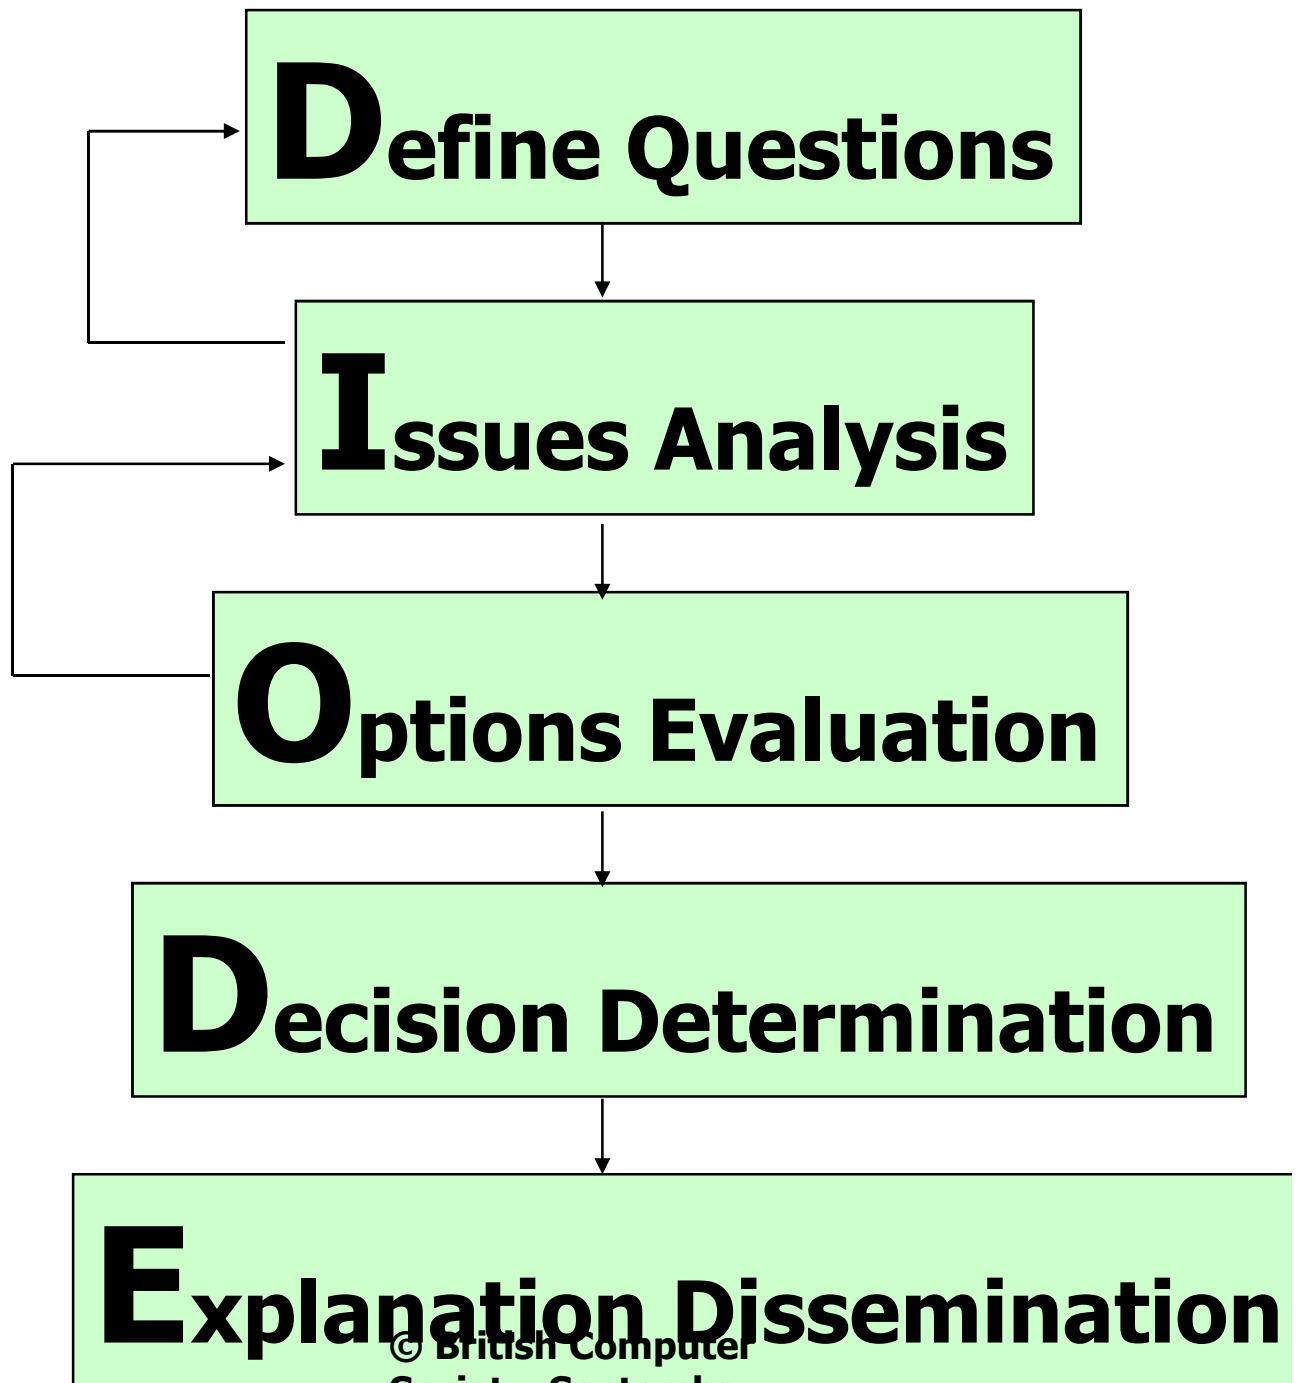 Define Questions
Issues Analysis
Options Evaluation
Decision Determination
Explanation Dissemination
© British Computer